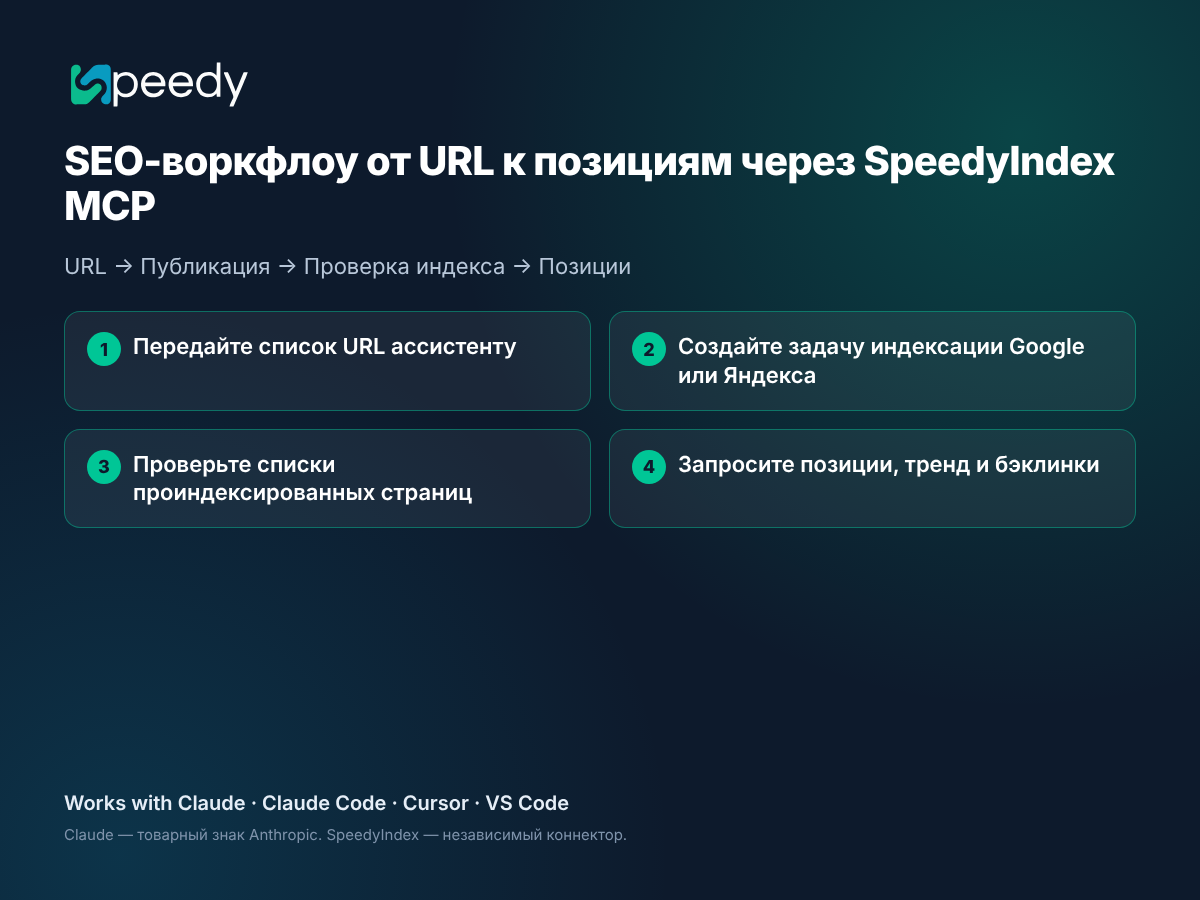 Speedy
SEO-воркфлоу от URL к позициям через SpeedyIndex
MCP
URL → Публикация → Проверка индекса → Позиции
1 Передайте список URL ассистенту
2 Создайте задачу индексации Google
или Яндекса
3 Проверьте списки
проиндексированных страниц
4 Запросите позиции, тренд и бэклинки
Works with Claude · Claude Code · Cursor · VS Code
Claude — товарный знак Anthropic. SpeedyIndex — независимый коннектор.